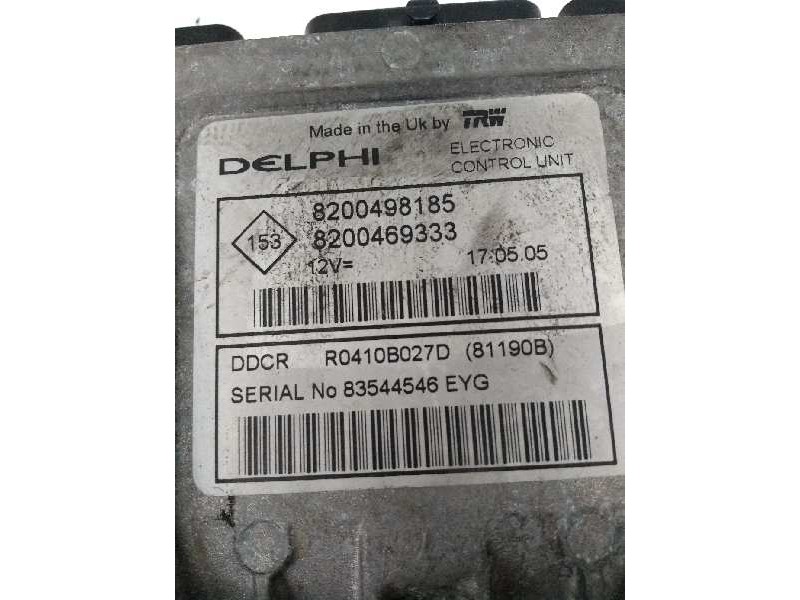 Made in the Uk by TRW
DELPHI
ELECTRONIC
CONTROL UNIT
8200498185
153
8200469333
12V=
17.05.05
DDCR R0410B027D (81190B)
SERIAL No 83544546 EYG